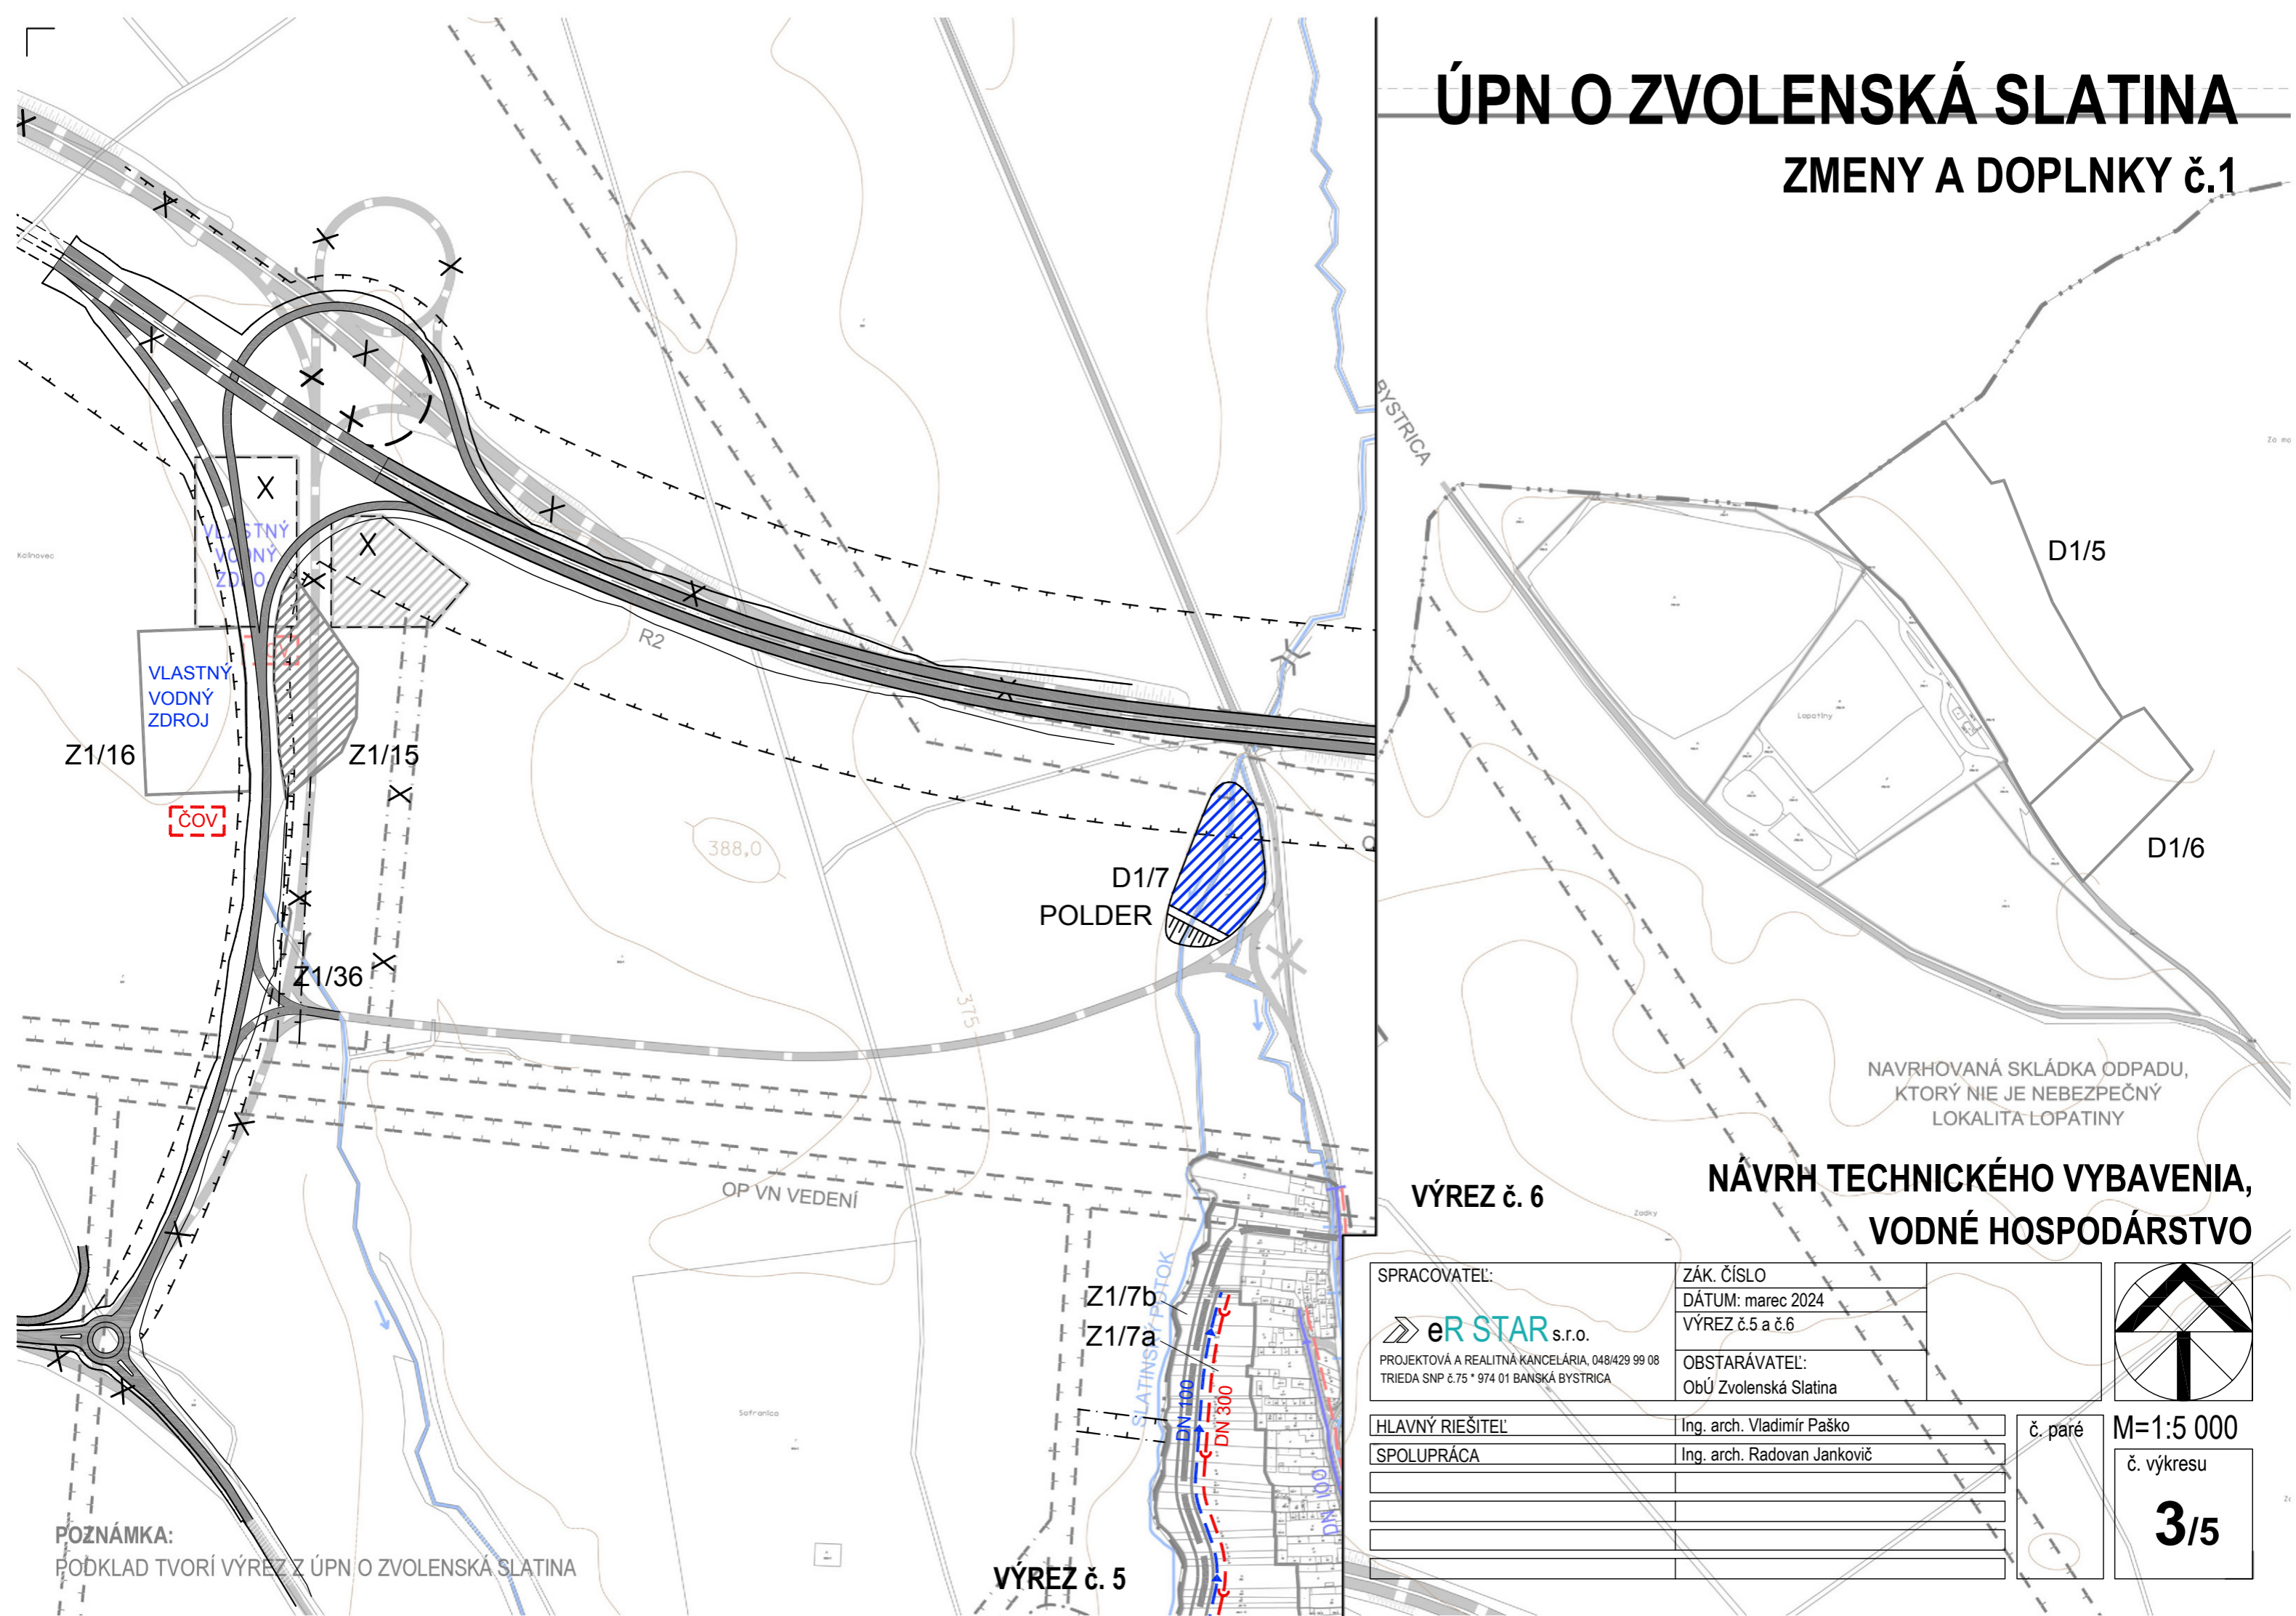 ÚPN O ZVOLENSKÁ SLATINA
ZMENY A DOPLNKY č.1
BYSTRICA
Kalinovec
VLASTNÝ
VODNÝ
R2
VLASTNÝ
VODNÝ
ZDROJ
Z1/16
Z1/15
ČOV
388,0
D1/7
POLDER
Z1/36
375
OP VN VEDENÍ
SLATINSKÝ POTOK
Z1/7b
Z1/7a
DN 100
DN 300
DN 100
Sofranica
D1/5
D1/6
Lopatiny
Zadky
NAVRHOVANÁ SKLÁDKA ODPADU,
KTORÝ NIE JE NEBEZPEČNÝ
LOKALITA LOPATINY
VÝREZ č. 6
NÁVRH TECHNICKÉHO VYBAVENIA,
VODNÉ HOSPODÁRSTVO
SPRACOVATEĽ:
eR STAR s.r.o.
PROJEKTOVÁ A REALITNÁ KANCELÁRIA, 048/429 99 08
TRIEDA SNP č.75 * 974 01 BANSKÁ BYSTRICA
ZÁK. ČÍSLO
DÁTUM: marec 2024
VÝREZ č.5 a č.6
OBSTARÁVATEĽ:
ObÚ Zvolenská Slatina
HLAVNÝ RIEŠITEĽ
Ing. arch. Vladimír Paško
SPOLUPRÁCA
Ing. arch. Radovan Jankovič
č. paré
M=1:5 000
č. výkresu
3/5
POZNÁMKA:
PODKLAD TVORÍ VÝREZ Z ÚPN O ZVOLENSKÁ SLATINA
VÝREZ č. 5